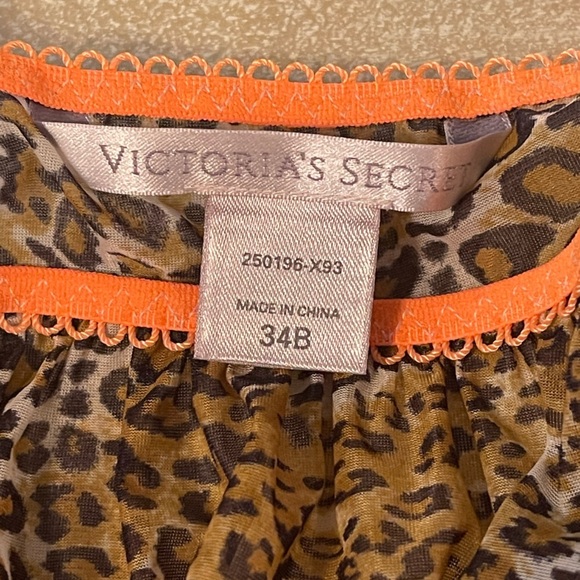 VICTORIA'S SECRET
250196-X93
MADE IN CHINA
34B